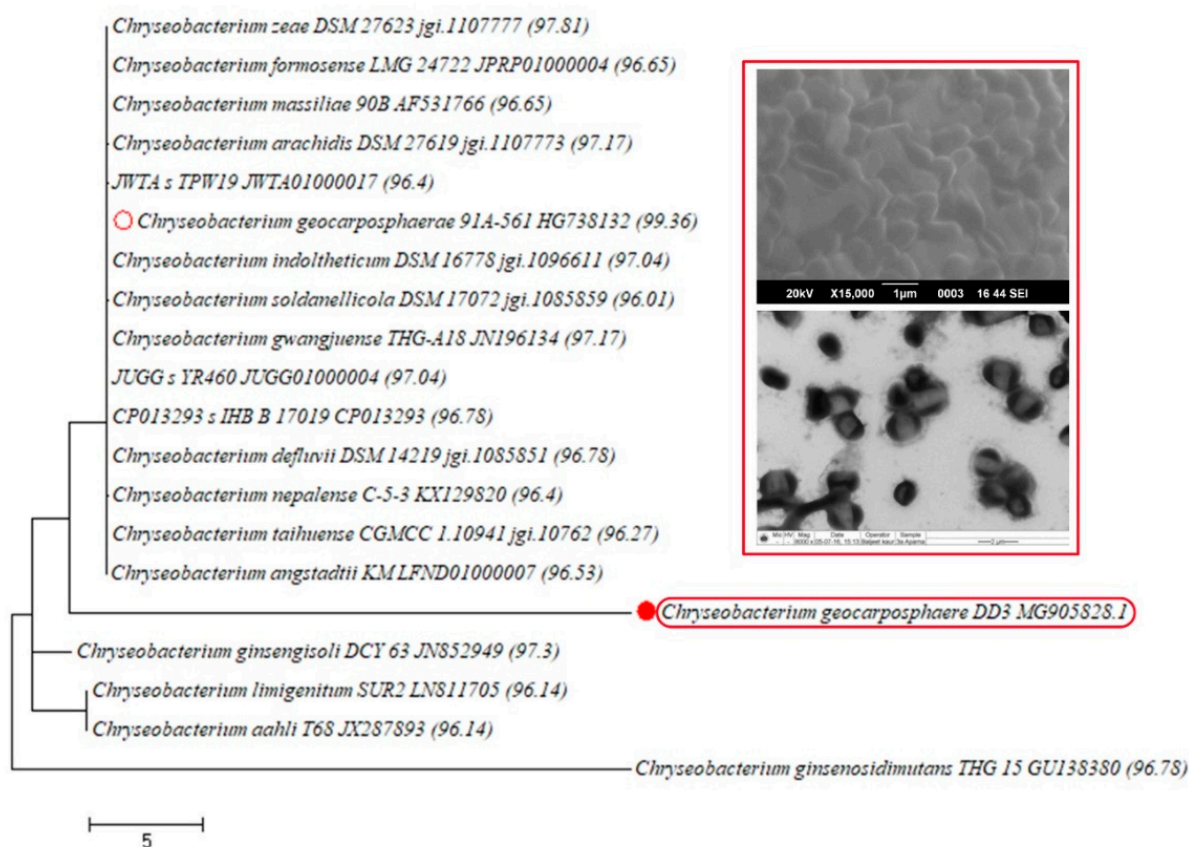 Chryseobacterium zeae DSM 27623 jgi.1107777 (97.81)
Chryseobacterium formosense LMG 24722 JPRP01000004 (96.65)
Chryseobacterium massiliae 90B AF531766 (96.65)
Chryseobacterium arachidis DSM 27619 jgi.1107773 (97.17)
JWTA s TPW19 JWTA01000017 (96.4)
Chryseobacterium geocarposphaerae 91A-561 HG738132 (99.36)
Chryseobacterium indoltheticum DSM 16778 jgi.1096611 (97.04)
Chryseobacterium soldanellicola DSM 17072 jgi.1085859 (96.01)
Chryseobacterium gwangjuense THG-A18 JN196134 (97.17)
JUGG s YR460 JUGG01000004 (97.04)
CP013293 s IHB B 17019 CP013293 (96.78)
Chryseobacterium defluvii DSM 14219 jgi.1085851 (96.78)
Chryseobacterium nepalense C-5-3 KX129820 (96.4)
Chryseobacterium taihuense CGMCC 1.10941 jgi.10762 (96.27)
Chryseobacterium angstadtii KM LFND01000007 (96.53)
Chryseobacterium geocarposphaere DD3 MG905828.1
Chryseobacterium ginsengisoli DCY 63 JN852949 (97.3)
Chryseobacterium limigenitum SUR2 LN811705 (96.14)
Chryseobacterium aahli T68 JX287893 (96.14)
Chryseobacterium ginsenosidimutans THG 15 GU138380 (96.78)
5
20kV X15,000 1µm 0003 16 44 SEI
HV Mag Date Operator Sample
2 µm